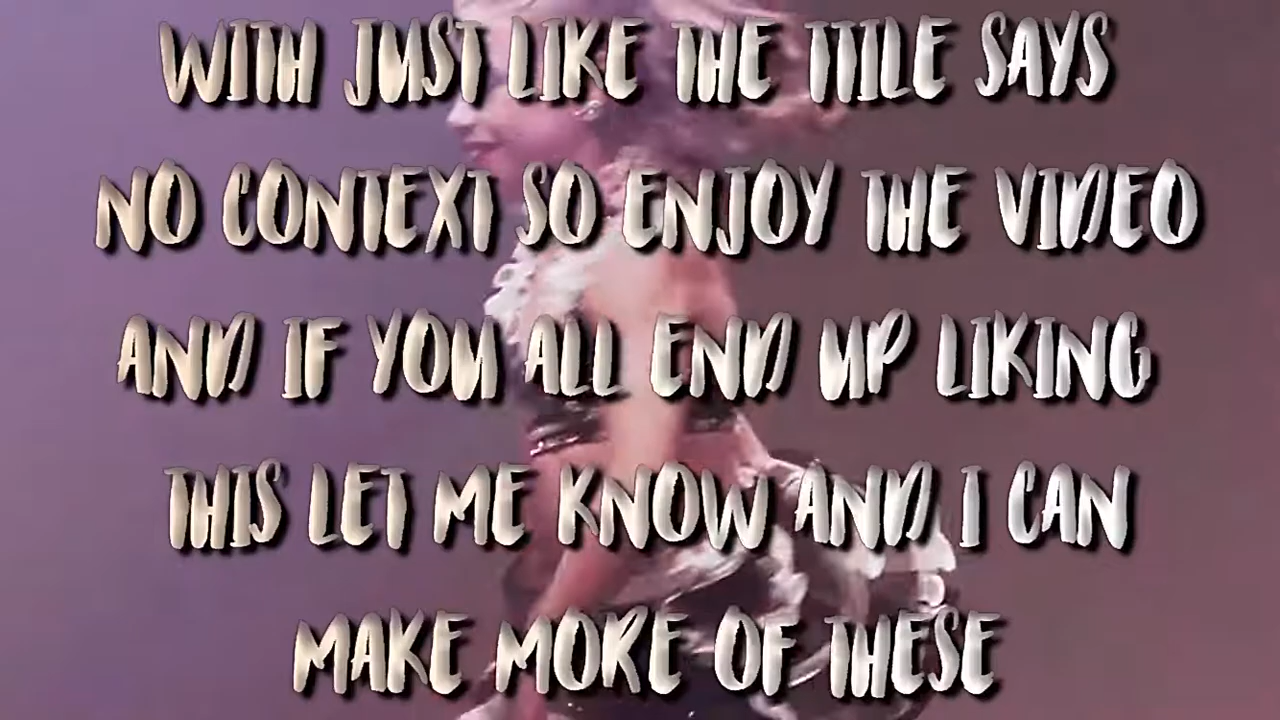 WITH JUST LIKE THE TTILE SAYS
NO CONTEXT SO ENJOY THE VIDEO
AND IF YOU ALL END UP LIKING
THIS LET ME KNOW AND I CAN
MAKE MORE OF THESE